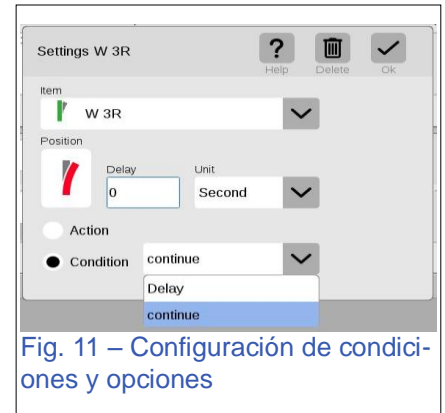 Settings W 3R
?
Help Delete Ok
Item
W 3R
Position
Delay Unit
0 Second
Action
Condition continue
Delay
continue
Fig. 11 – Configuración de condici-
ones y opciones